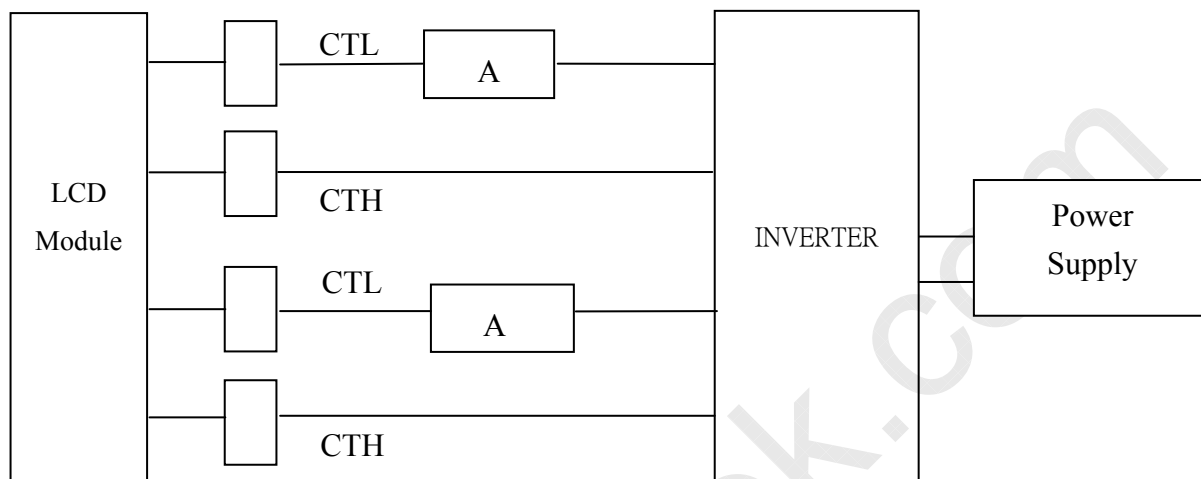 CTL
A
CTH
LCD
Module
INVERTER
Power
Supply
CTL
A
CTH